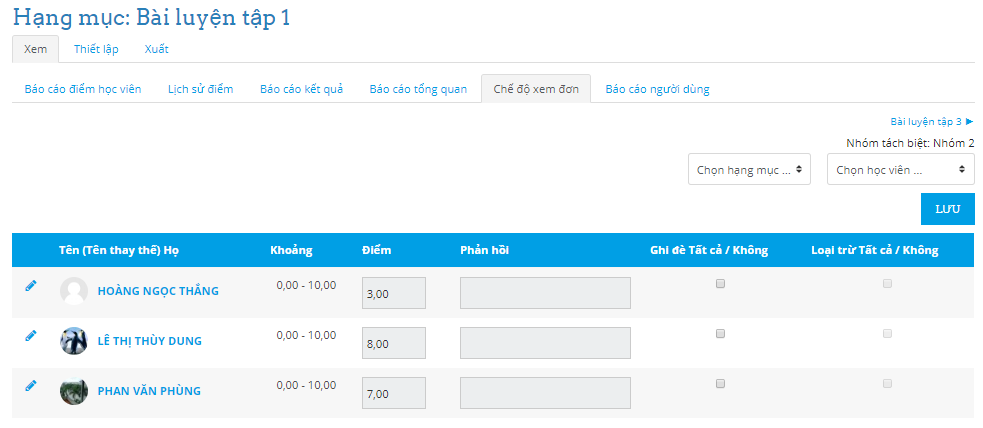 Hạng mục: Bài luyện tập 1
Xem Thiết lập Xuất
Báo cáo điểm học viên Lịch sử điểm Báo cáo kết quả Báo cáo tổng quan Chế độ xem đơn Báo cáo người dùng
Bài luyện tập 3 ►
Nhóm tách biệt: Nhóm 2
Chọn hạng mục ... Chọn học viên ...
LƯU
Tên (Tên thay thế) Họ Khoảng Điểm Phản hồi Ghi đè Tất cả / Không Loại trừ Tất cả / Không
HOÀNG NGỌC THẮNG 0,00 - 10,00 3,00
LÊ THỊ THÙY DUNG 0,00 - 10,00 8,00
PHAN VĂN PHÙNG 0,00 - 10,00 7,00